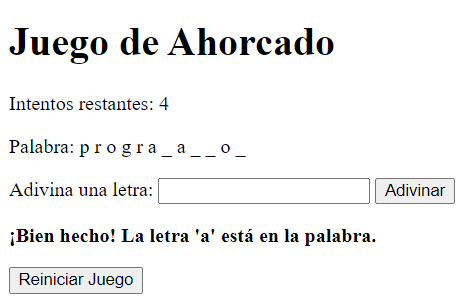 Juego de Ahorcado
Intentos restantes: 4
Palabra: p r o g r a _ a _ _ o _
Adivina una letra: Adivinar
¡Bien hecho! La letra 'a' está en la palabra.
Reiniciar Juego